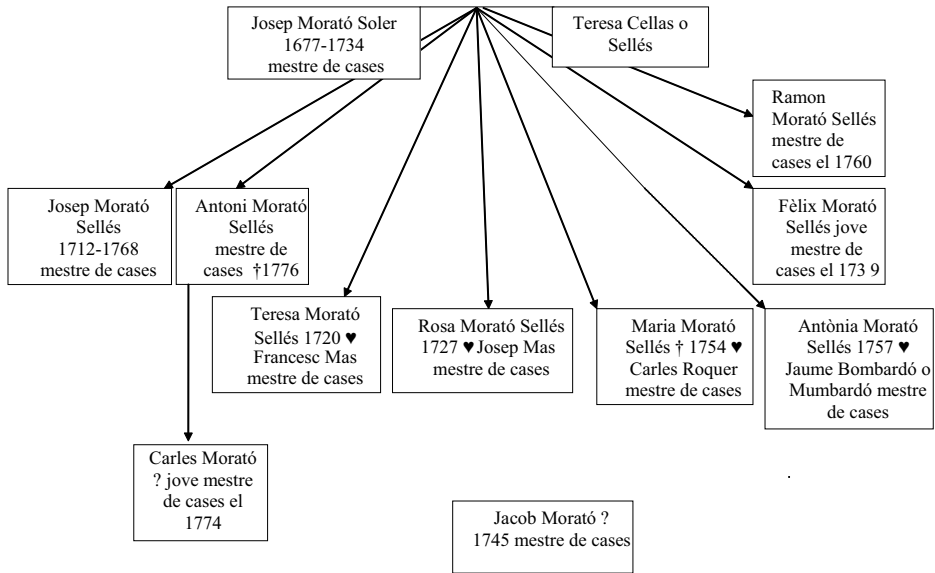 Josep Morató Soler
1677-1734
mestre de cases
Teresa Cellas o
Sellés
Ramon
Morató Sellés
mestre de
cases el 1760
Josep Morató
Sellés
1712-1768
mestre de cases
Antoni Morató
Sellés
mestre de
cases †1776
Fèlix Morató
Sellés jove
mestre de
cases el 173 9
Teresa Morató
Sellés 1720 ♥
Francesc Mas
mestre de cases
Rosa Morató Sellés
1727 ♥ Josep Mas
mestre de cases
Maria Morató
Sellés † 1754 ♥
Carles Roquer
mestre de cases
Antònia Morató
Sellés 1757 ♥
Jaume Bombardó o
Mumbardó mestre
de cases
Carles Morató
? jove mestre
de cases el
1774
Jacob Morató ?
1745 mestre de cases